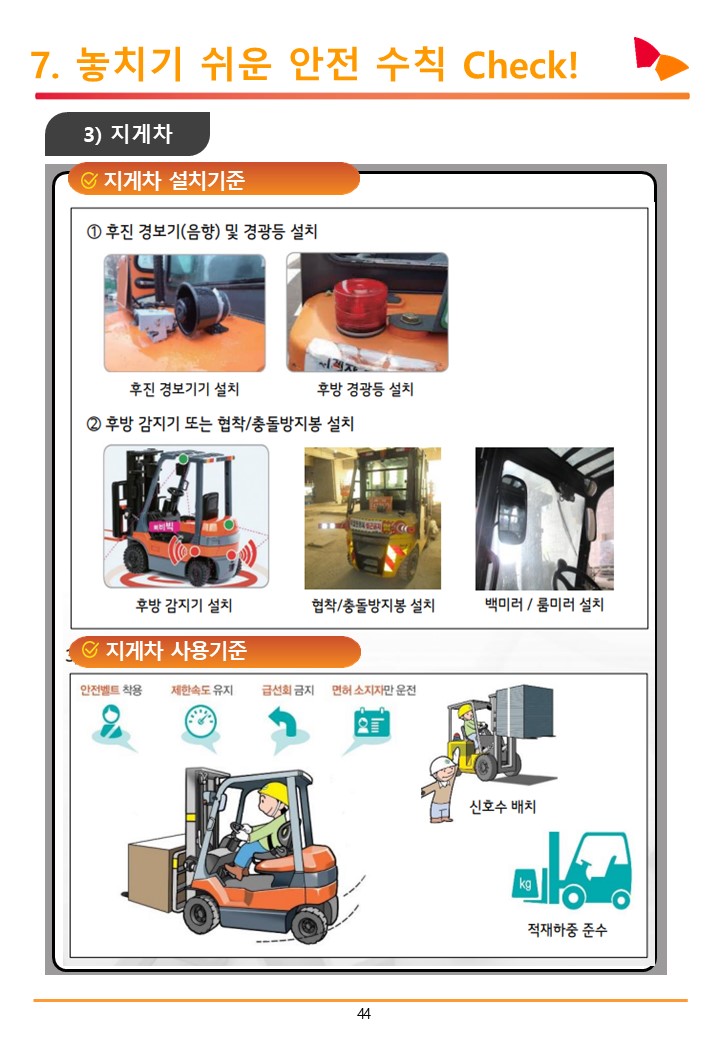 7. 놓치기 쉬운 안전 수칙 Check!
3) 지게차
지게차 설치기준
① 후진 경보기(음향) 및 경광등 설치
후진 경보기기 설치
후방 경광등 설치
② 후방 감지기 또는 협착/충돌방지봉 설치
후방 감지기 설치
협착/충돌방지봉 설치
백미러 / 룸미러 설치
지게차 사용기준
안전벨트 착용
제한속도 유지
급선회 금지
면허 소지자만 운전
신호수 배치
kg
적재하중 준수
44